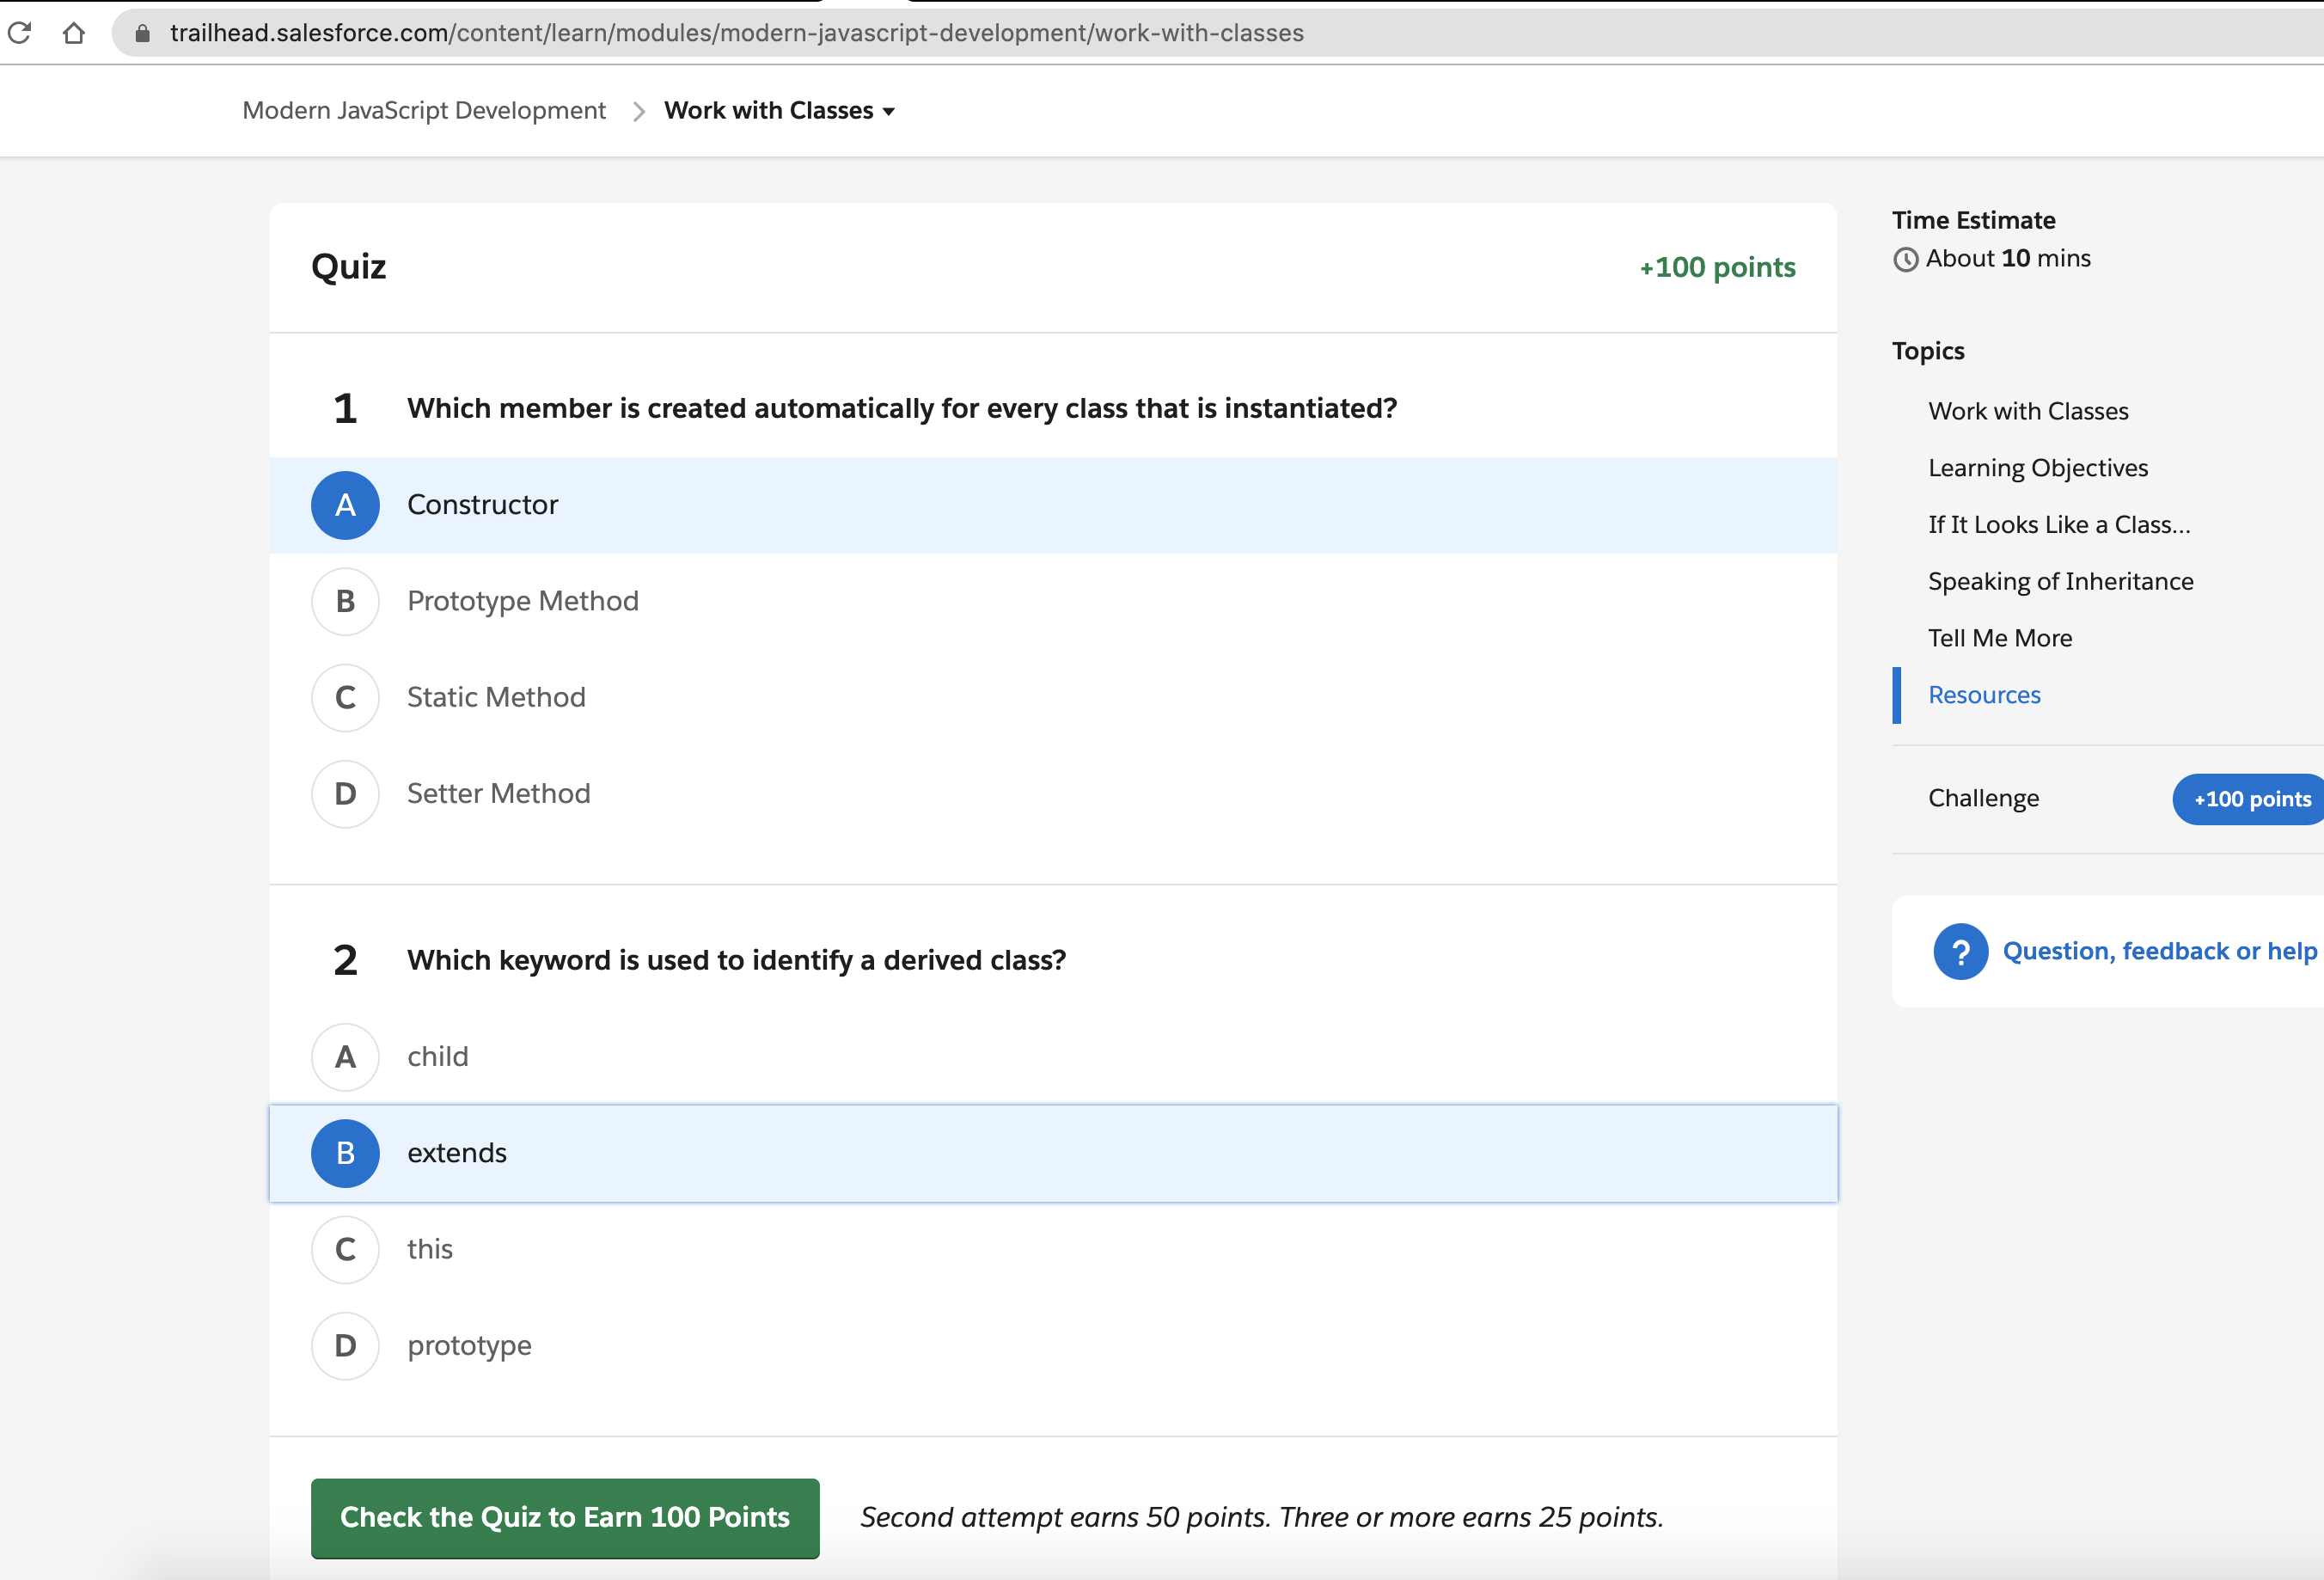 trailhead.salesforce.com/content/learn/modules/modern-javascript-development/work-with-classes
Modern JavaScript Development
Work with Classes
Quiz
+100 points
1 Which member is created automatically for every class that is instantiated?
A Constructor
B Prototype Method
C Static Method
D Setter Method
2 Which keyword is used to identify a derived class?
A child
B extends
C this
D prototype
Check the Quiz to Earn 100 Points
Second attempt earns 50 points. Three or more earns 25 points.
Time Estimate
About 10 mins
Topics
Work with Classes
Learning Objectives
If It Looks Like a Class...
Speaking of Inheritance
Tell Me More
Resources
Challenge
+100 points
? Question, feedback or help